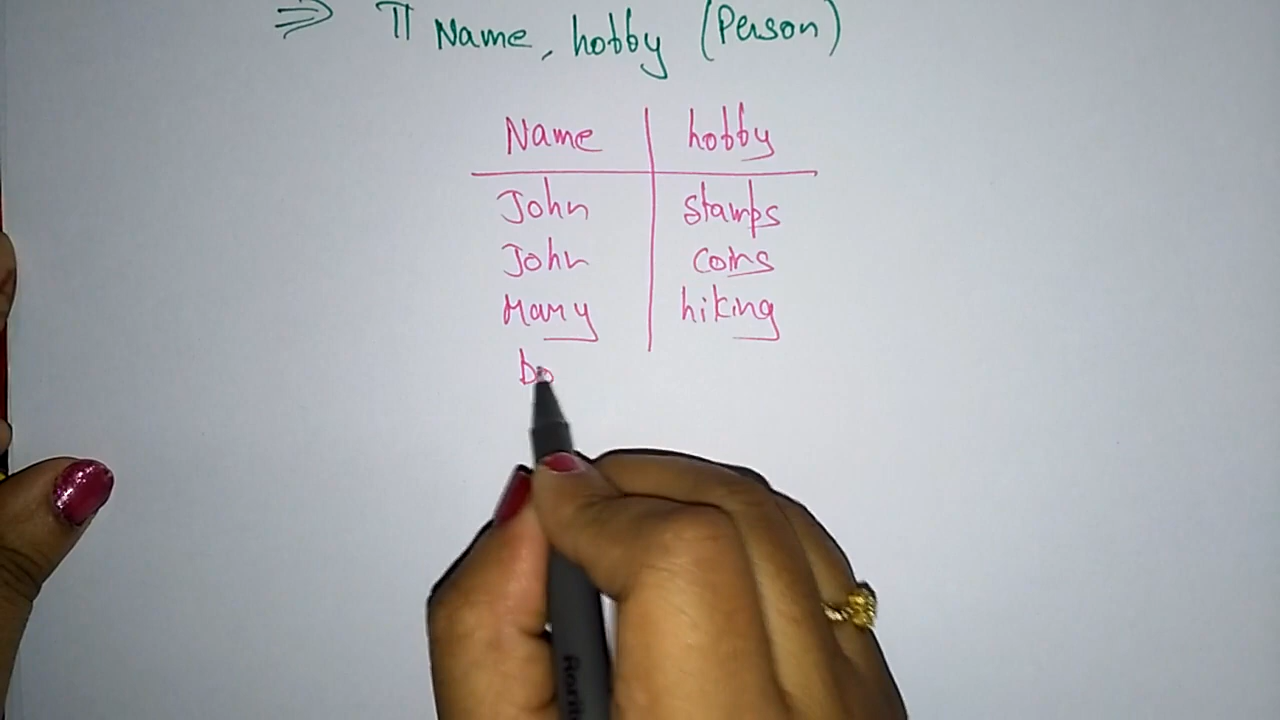 ⇒ π Name, hobby (Person)
Name hobby
John stamps
John coins
Mary hiking